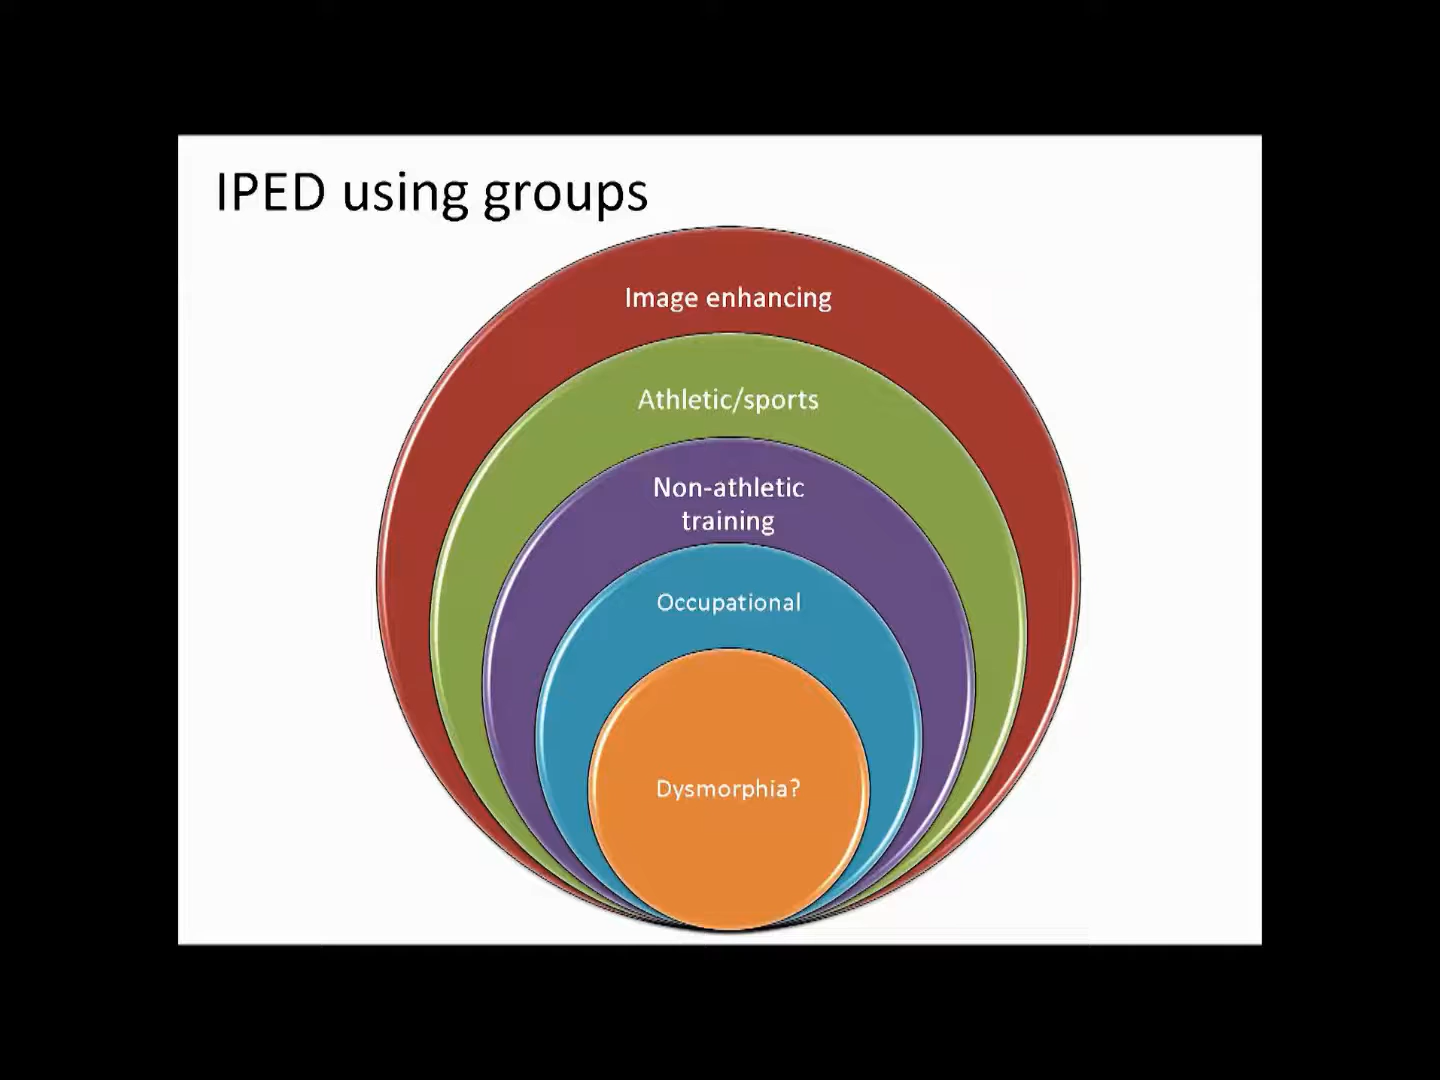 IPED using groups
Image enhancing
Athletic/sports
Non-athletic
training
Occupational
Dysmorphia?